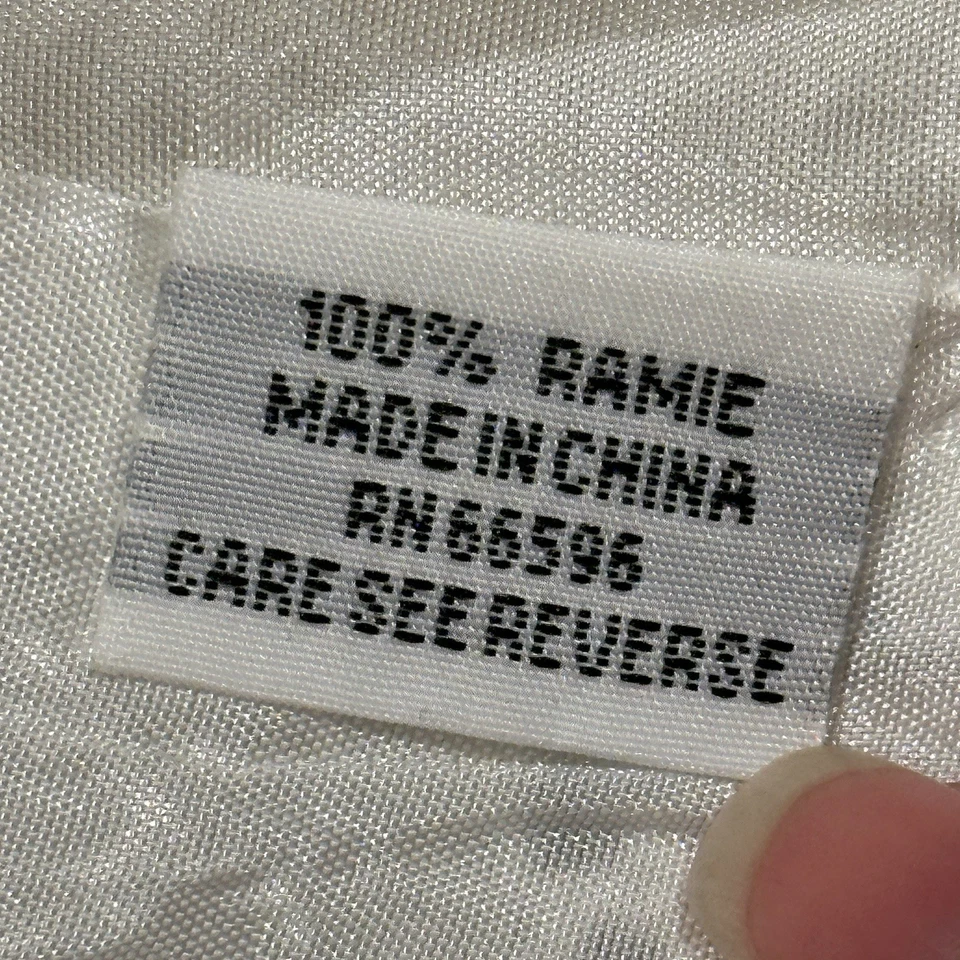 100% RAMIE
MADE IN CHINA
RN 66596
CARE SEE REVERSE